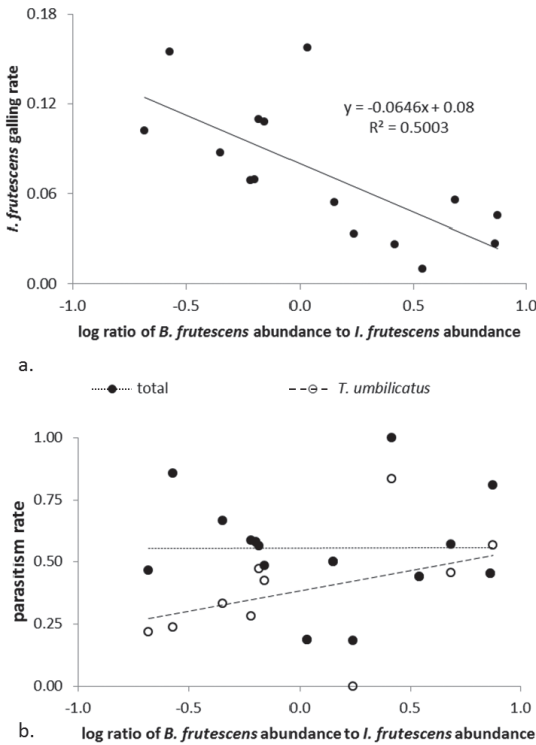 0.18
0.12
0.06
0.00
I. frutescens galling rate
y = -0.0646x + 0.08
R² = 0.5003
-1.0 -0.5 0.0 0.5 1.0
log ratio of B. frutescens abundance to I. frutescens abundance
a.
total T. umbilicatus
1.00
0.75
0.50
0.25
0.00
parasitism rate
-1.0 -0.5 0.0 0.5 1.0
b. log ratio of B. frutescens abundance to I. frutescens abundance